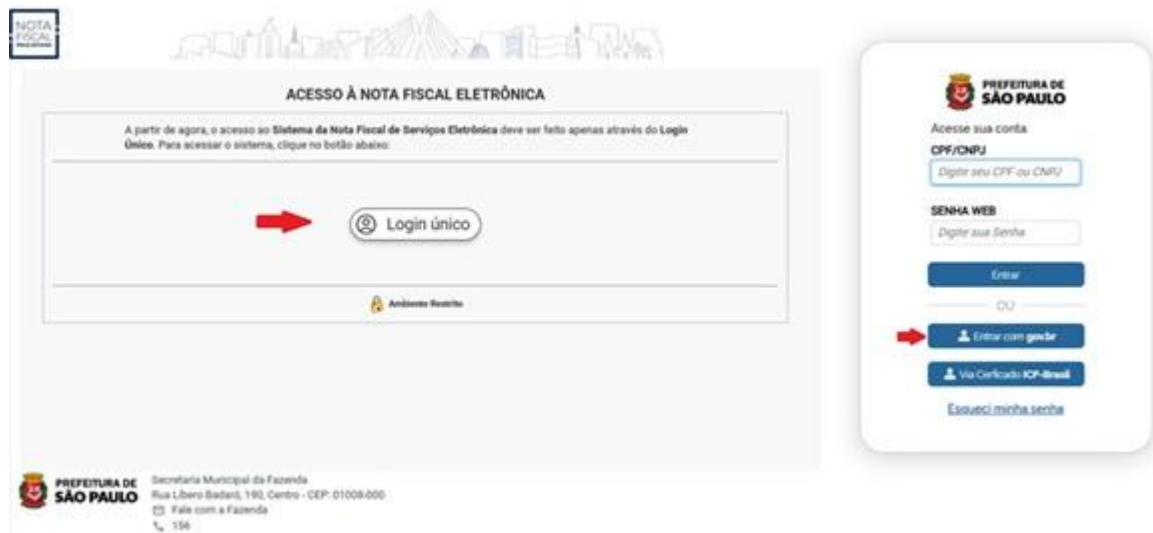 NOTA
FISCAL
PAULISTANA
ACESSO À NOTA FISCAL ELETRÔNICA
A partir de agora, o acesso ao Sistema da Nota Fiscal de Serviços Eletrônica deve ser feito apenas através do Login
Único. Para acessar o sistema, clique no botão abaixo:
Login único
Ambiente Restrito
PREFEITURA DE
SÃO PAULO
Secretaria Municipal da Fazenda
Rua Líbero Badaró, 190, Centro - CEP: 01008-000
Fale com a Fazenda
156
PREFEITURA DE
SÃO PAULO
Acesse sua conta
CPF/CNPJ
Digite seu CPF ou CNPJ
SENHA WEB
Digite sua Senha
Entrar
OU
Entrar com gov.br
Via Cerficado ICP-Brasil
Esqueci minha senha